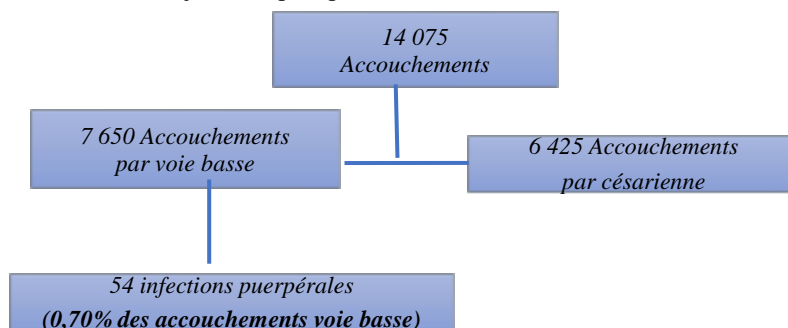 14 075
Accouchements
7 650 Accouchements
par voie basse
6 425 Accouchements
par césarienne
54 infections puerpérales
(0,70% des accouchements voie basse)